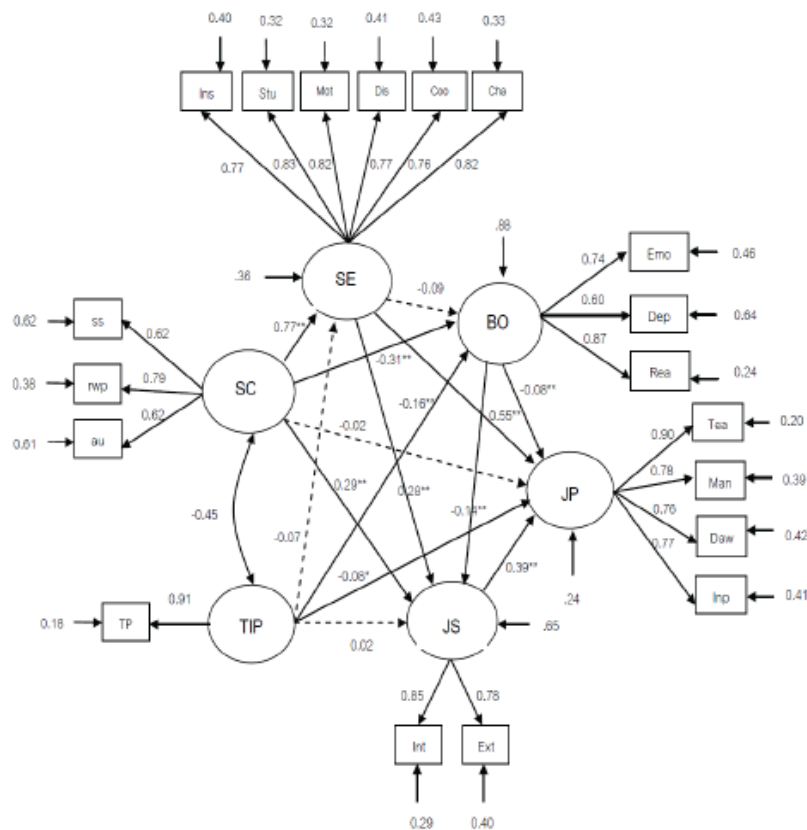 0.40 0.32 0.32 0.41 0.43 0.33
Ins Stu Mot Dis Coo Cha
0.77 0.83 0.82 0.77 0.76 0.82
.88
.36 SE -0.09 BO 0.74 Emo 0.46
0.60 Dep 0.64
0.87 Rea 0.24
0.62 ss 0.62 0.77**
0.38 rwp 0.79 SC -0.31**
0.61 au 0.62 -0.16** 0.55** -0.08**
-0.02
0.90 Tea 0.20
0.78 Man 0.39
0.76 Daw 0.42
0.77 Inp 0.41
JP
0.29** 0.28** -0.14**
-0.45 -0.07
-0.08* 0.39** .24
0.16 TP 0.91 TIP 0.02 JS .65
0.85 0.78
Int Ext
0.29 0.40